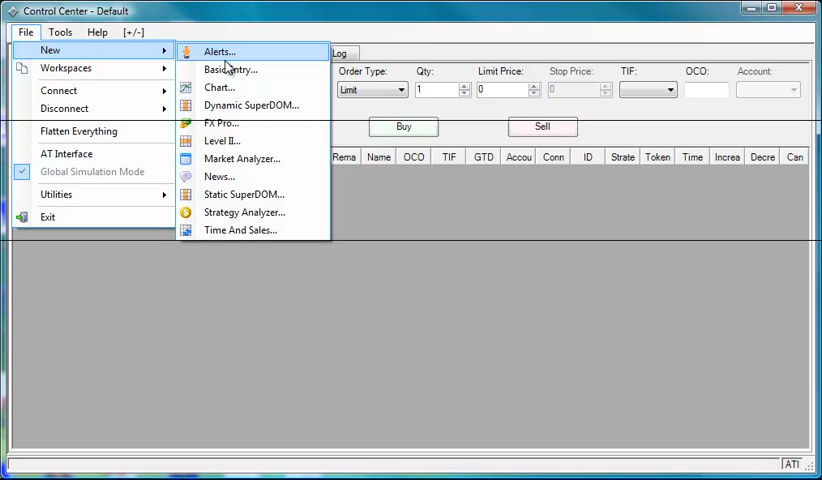 Control Center - Default
File Tools Help [+/-]
New
Workspaces
Connect
Disconnect
Flatten Everything
AT Interface
Global Simulation Mode
Utilities
Exit
Alerts...
Chart...
Dynamic SuperDOM...
FX Pro...
Level II...
Market Analyzer...
News...
Static SuperDOM...
Strategy Analyzer...
Time And Sales...
Log
Order Type: Qty: Limit Price: Stop Price: TIF: OCO: Account:
Limit 1 0 0
Buy Sell
Rema Name OCO TIF GTD Accou Conn ID Strate Token Time Increa Decre Can
ATI